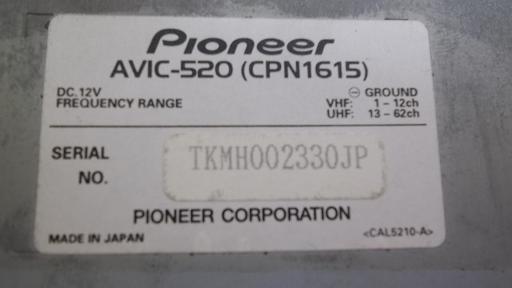 Pioneer
AVIC-520 (CPN1615)
DC.12V ⊖ GROUND
FREQUENCY RANGE VHF: 1 – 12ch
UHF: 13 – 62ch
SERIAL NO. TKMH002330JP
PIONEER CORPORATION
MADE IN JAPAN <CAL5210-A>